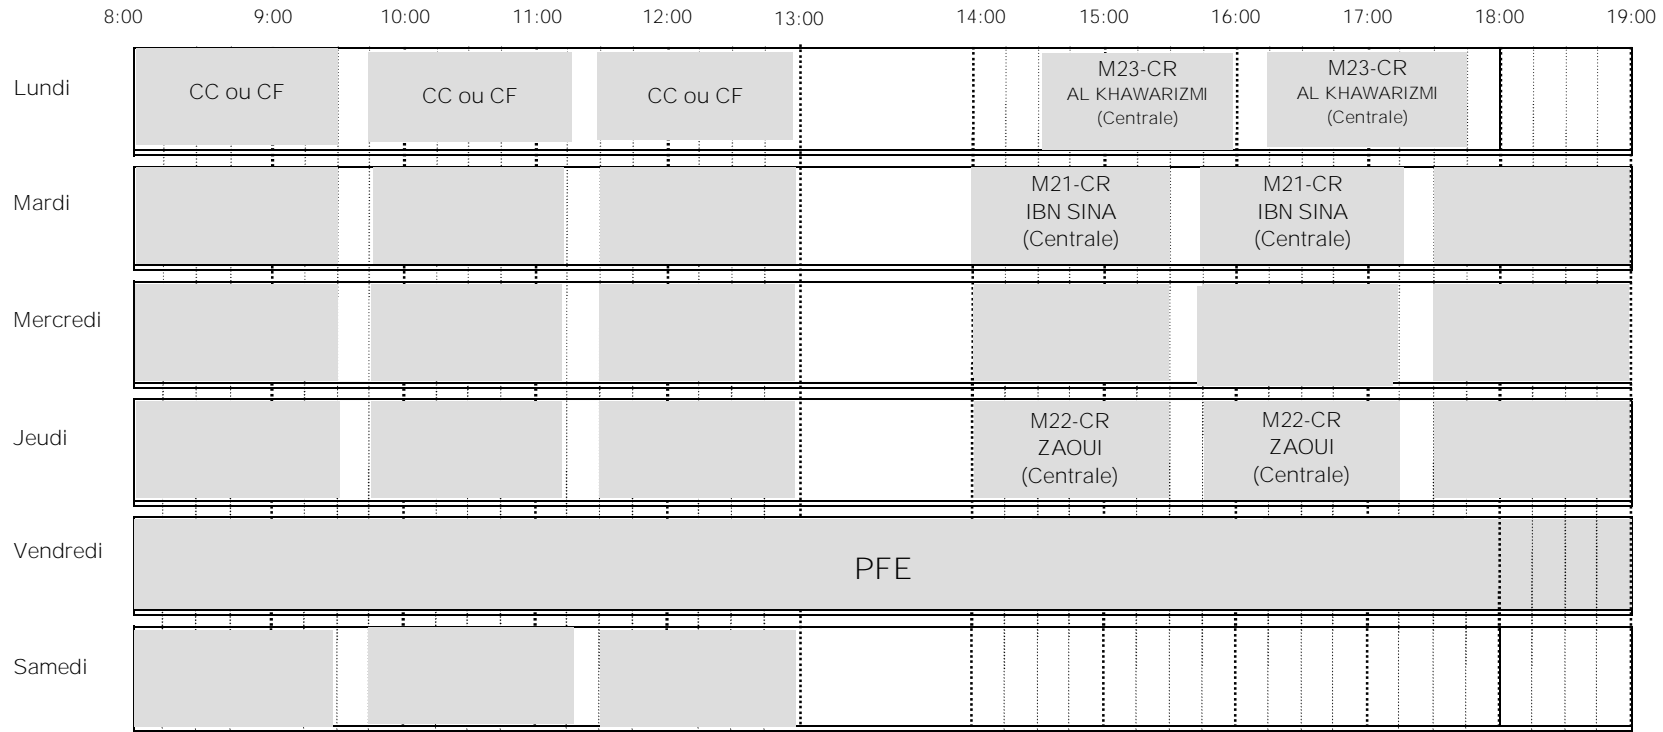 8:00 9:00 10:00 11:00 12:00 13:00 14:00 15:00 16:00 17:00 18:00 19:00
Lundi
CC ou CF
CC ou CF
CC ou CF
M23-CR
AL KHAWARIZMI
(Centrale)
M23-CR
AL KHAWARIZMI
(Centrale)
Mardi
M21-CR
IBN SINA
(Centrale)
M21-CR
IBN SINA
(Centrale)
Mercredi
Jeudi
M22-CR
ZAOUI
(Centrale)
M22-CR
ZAOUI
(Centrale)
Vendredi
PFE
Samedi